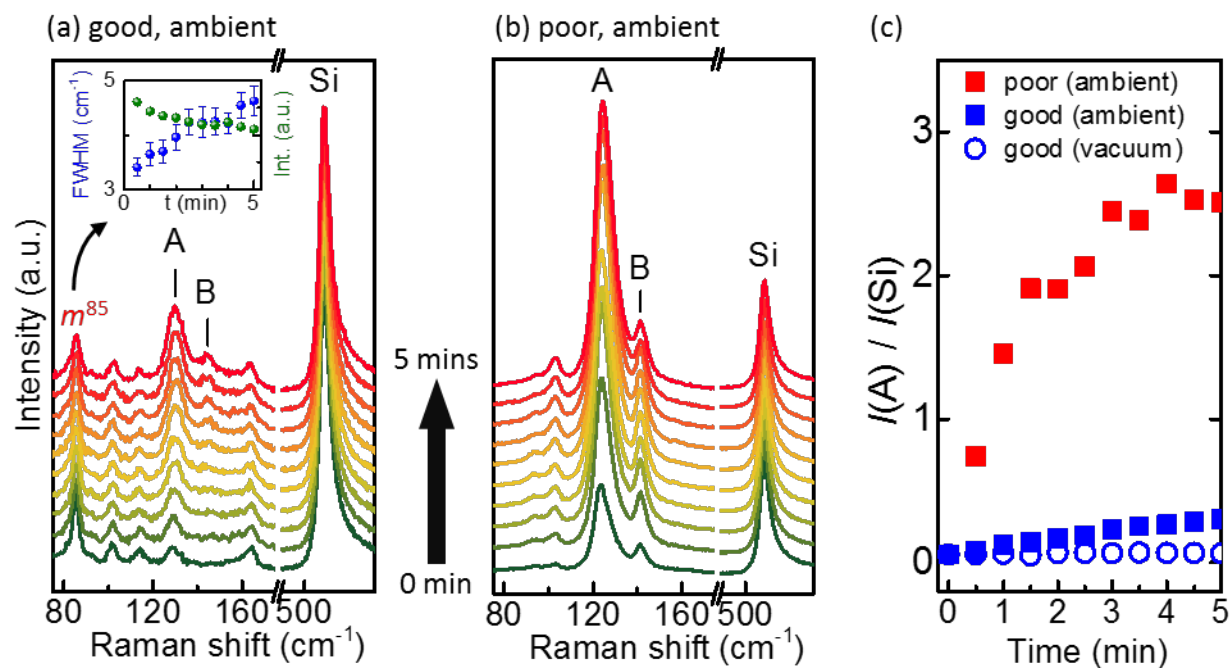 (a) good, ambient
Si
FWHM (cm⁻¹)
5
3
0
t (min)
5
Int. (a.u.)
A
B
m⁸⁵
Intensity (a.u.)
80
120
160
500
Raman shift (cm⁻¹)
5 mins
0 min
(b) poor, ambient
A
B
Si
80
120
160
500
Raman shift (cm⁻¹)
(c)
poor (ambient)
good (ambient)
good (vacuum)
I(A) / I(Si)
3
2
1
0
0
1
2
3
4
5
Time (min)